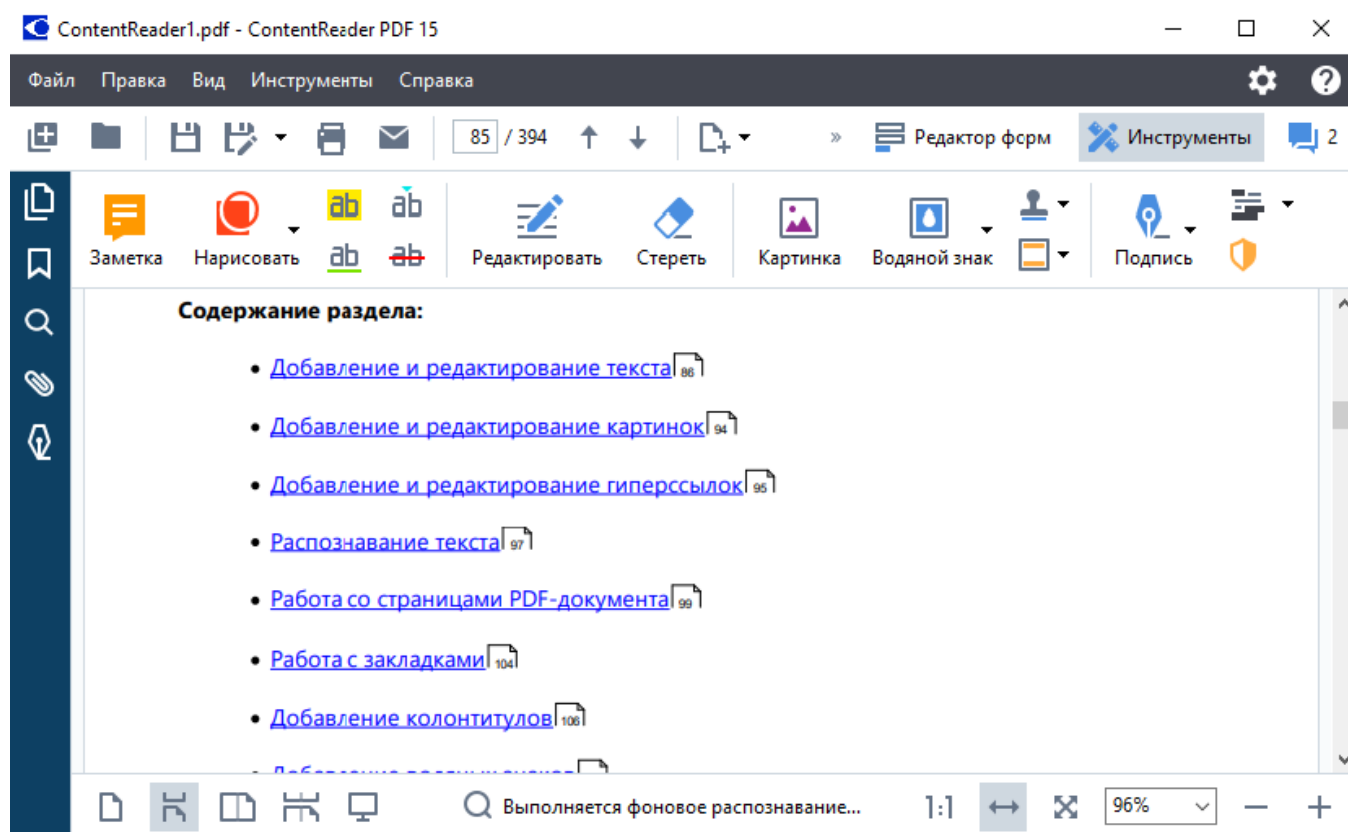 ContentReader1.pdf - ContentReader PDF 15
Файл Правка Вид Инструменты Справка
85 / 394 » Редактор форм Инструменты 2
ab ab
Заметка Нарисовать ab ab Редактировать Стереть Картинка Водяной знак Подпись
Содержание раздела:
• Добавление и редактирование текста 86
• Добавление и редактирование картинок 94
• Добавление и редактирование гиперссылок 95
• Распознавание текста 97
• Работа со страницами PDF-документа 99
• Работа с закладками 104
• Добавление колонтитулов 106
• Добавление водяных знаков
Выполняется фоновое распознавание... 1:1 96%